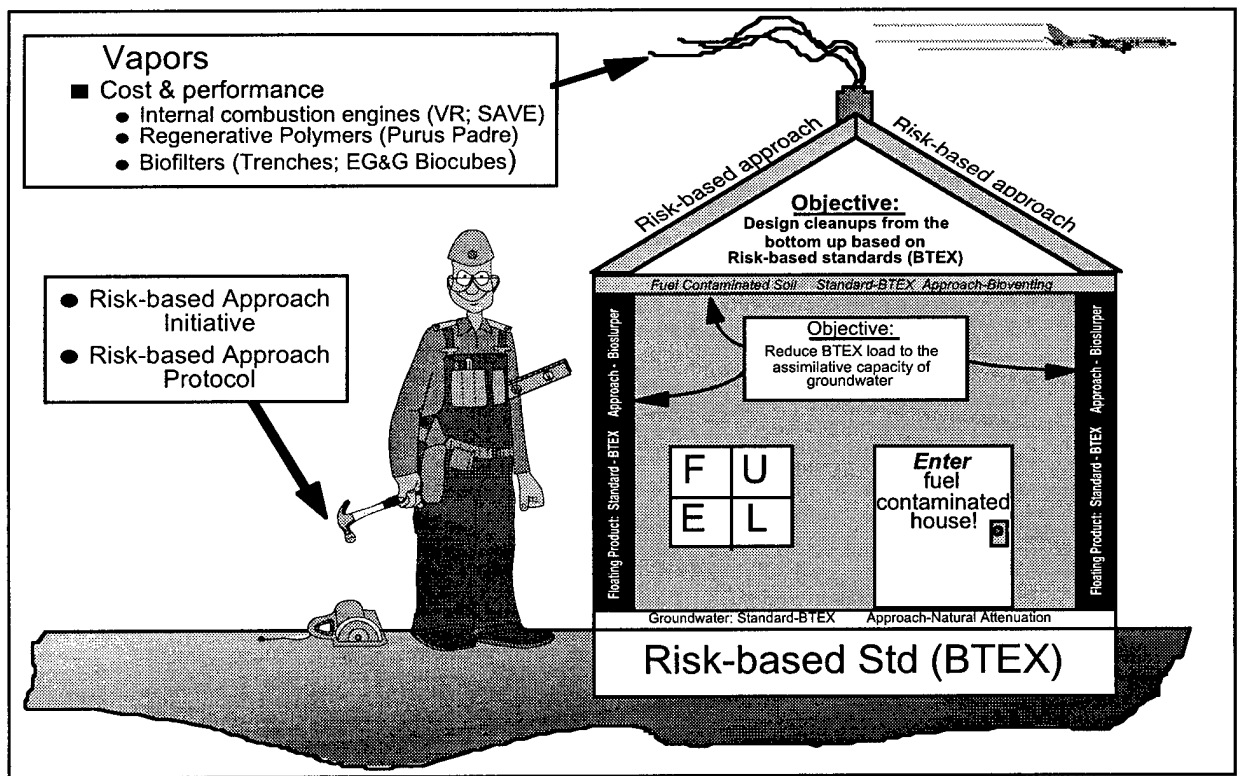 Vapors
■ Cost & performance
● Internal combustion engines (VR; SAVE)
● Regenerative Polymers (Purus Padre)
● Biofilters (Trenches; EG&G Biocubes)
Risk-based approach
Risk-based approach
Objective:
Design cleanups from the
bottom up based on
Risk-based standards (BTEX)
● Risk-based Approach
Initiative
● Risk-based Approach
Protocol
Fuel Contaminated Soil Standard-BTEX Approach-Bioventing
Floating Product: Standard - BTEX Approach - Bioslurper
Objective:
Reduce BTEX load to the
assimilative capacity of
groundwater
Floating Product: Standard - BTEX Approach - Bioslurper
F U
E L
Enter
fuel
contaminated
house!
Groundwater: Standard-BTEX Approach-Natural Attenuation
Risk-based Std (BTEX)